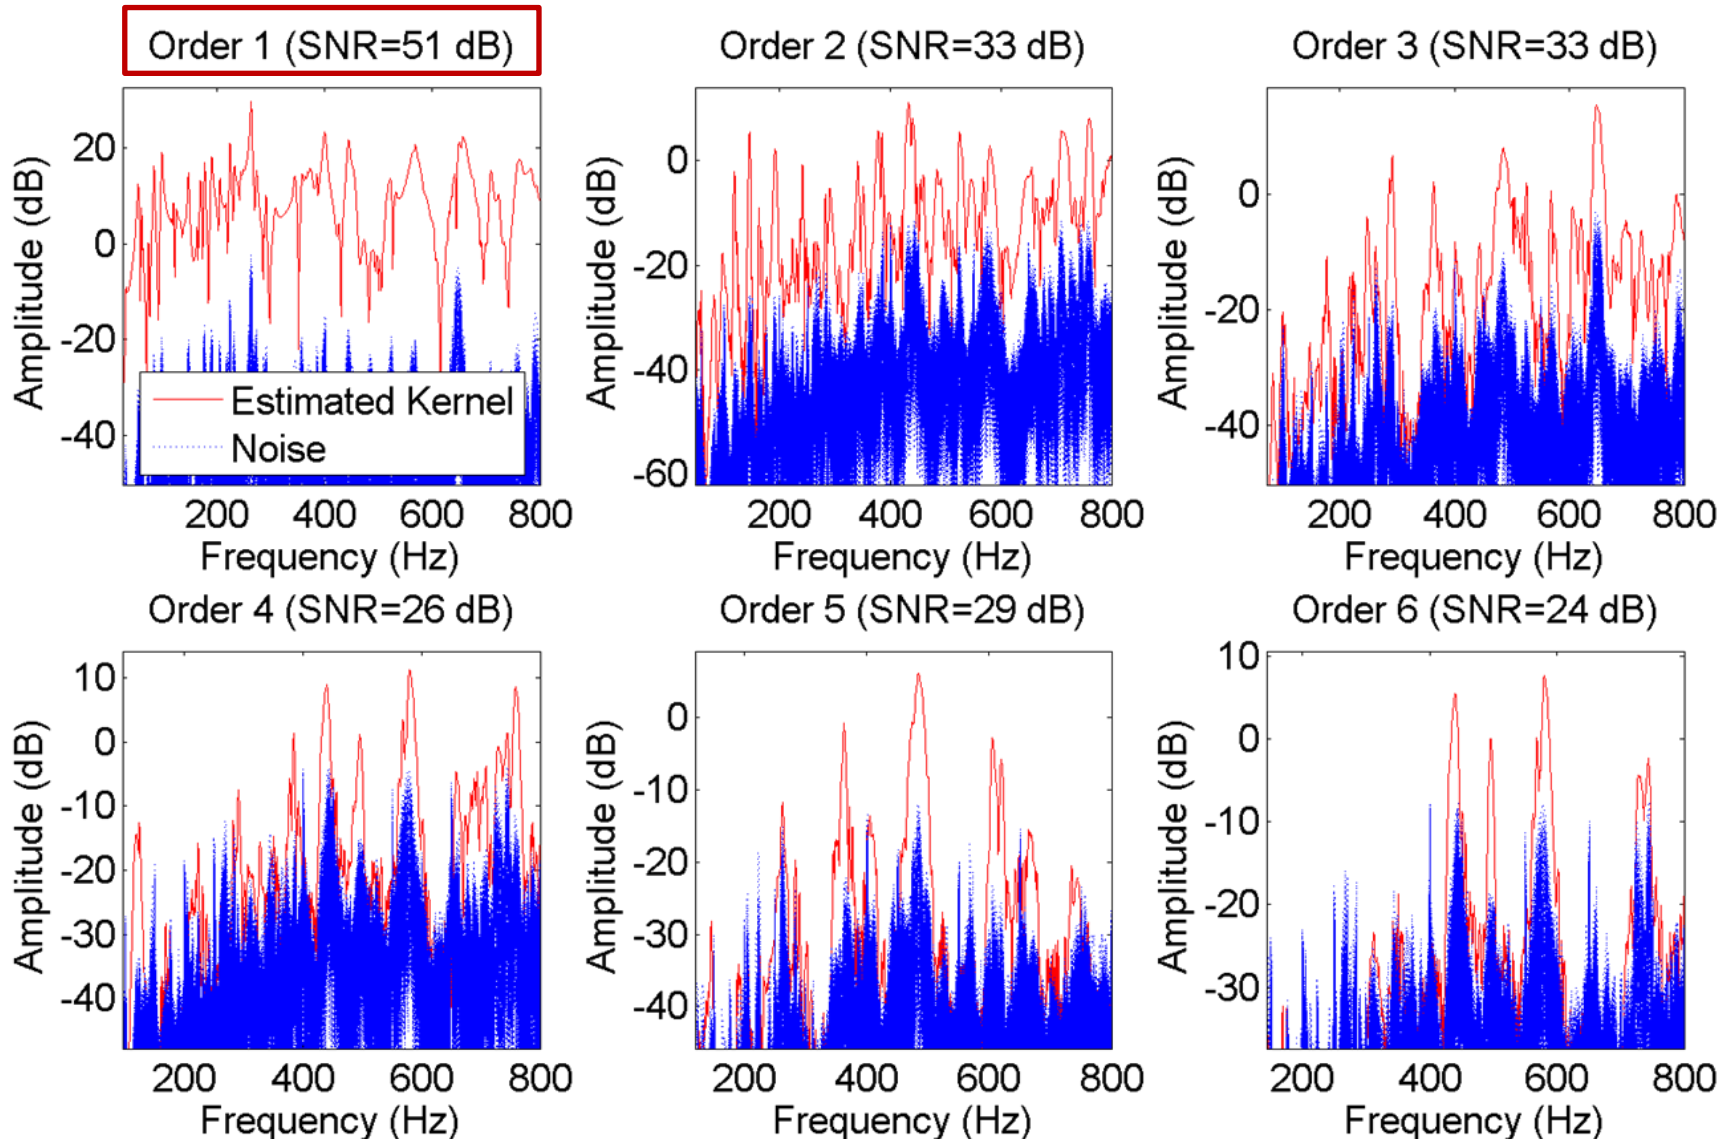 Order 1 (SNR=51 dB)
Order 2 (SNR=33 dB)
Order 3 (SNR=33 dB)
Amplitude (dB)
20
0
-20
-40
Estimated Kernel
Noise
200 400 600 800
Frequency (Hz)
Amplitude (dB)
0
-20
-40
-60
200 400 600 800
Frequency (Hz)
Amplitude (dB)
0
-20
-40
200 400 600 800
Frequency (Hz)
Order 4 (SNR=26 dB)
Order 5 (SNR=29 dB)
Order 6 (SNR=24 dB)
Amplitude (dB)
10
0
-10
-20
-30
-40
200 400 600 800
Frequency (Hz)
Amplitude (dB)
0
-10
-20
-30
-40
200 400 600 800
Frequency (Hz)
Amplitude (dB)
10
0
-10
-20
-30
200 400 600 800
Frequency (Hz)